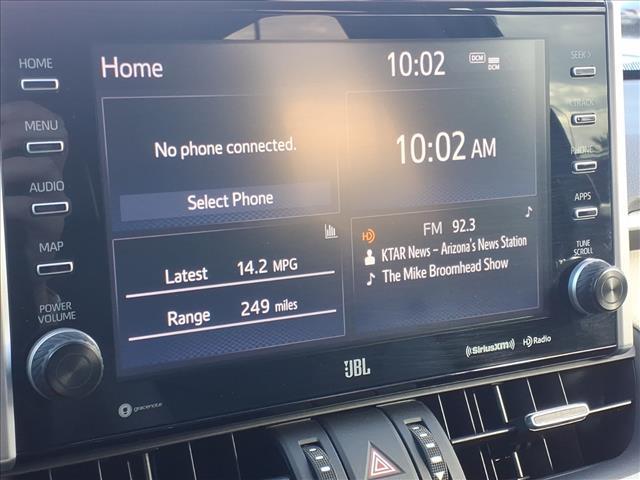 HOME
MENU
AUDIO
MAP
POWER
VOLUME
Home
10:02
DCM
DCM
No phone connected.
Select Phone
10:02 AM
Latest 14.2 MPG
Range 249 miles
HD FM 92.3
KTAR News – Arizona's News Station
The Mike Broomhead Show
SEEK >
< TRACK
PHONE
APPS
TUNE
SCROLL
gracenote
JBL
((SiriusXM))
HD Radio